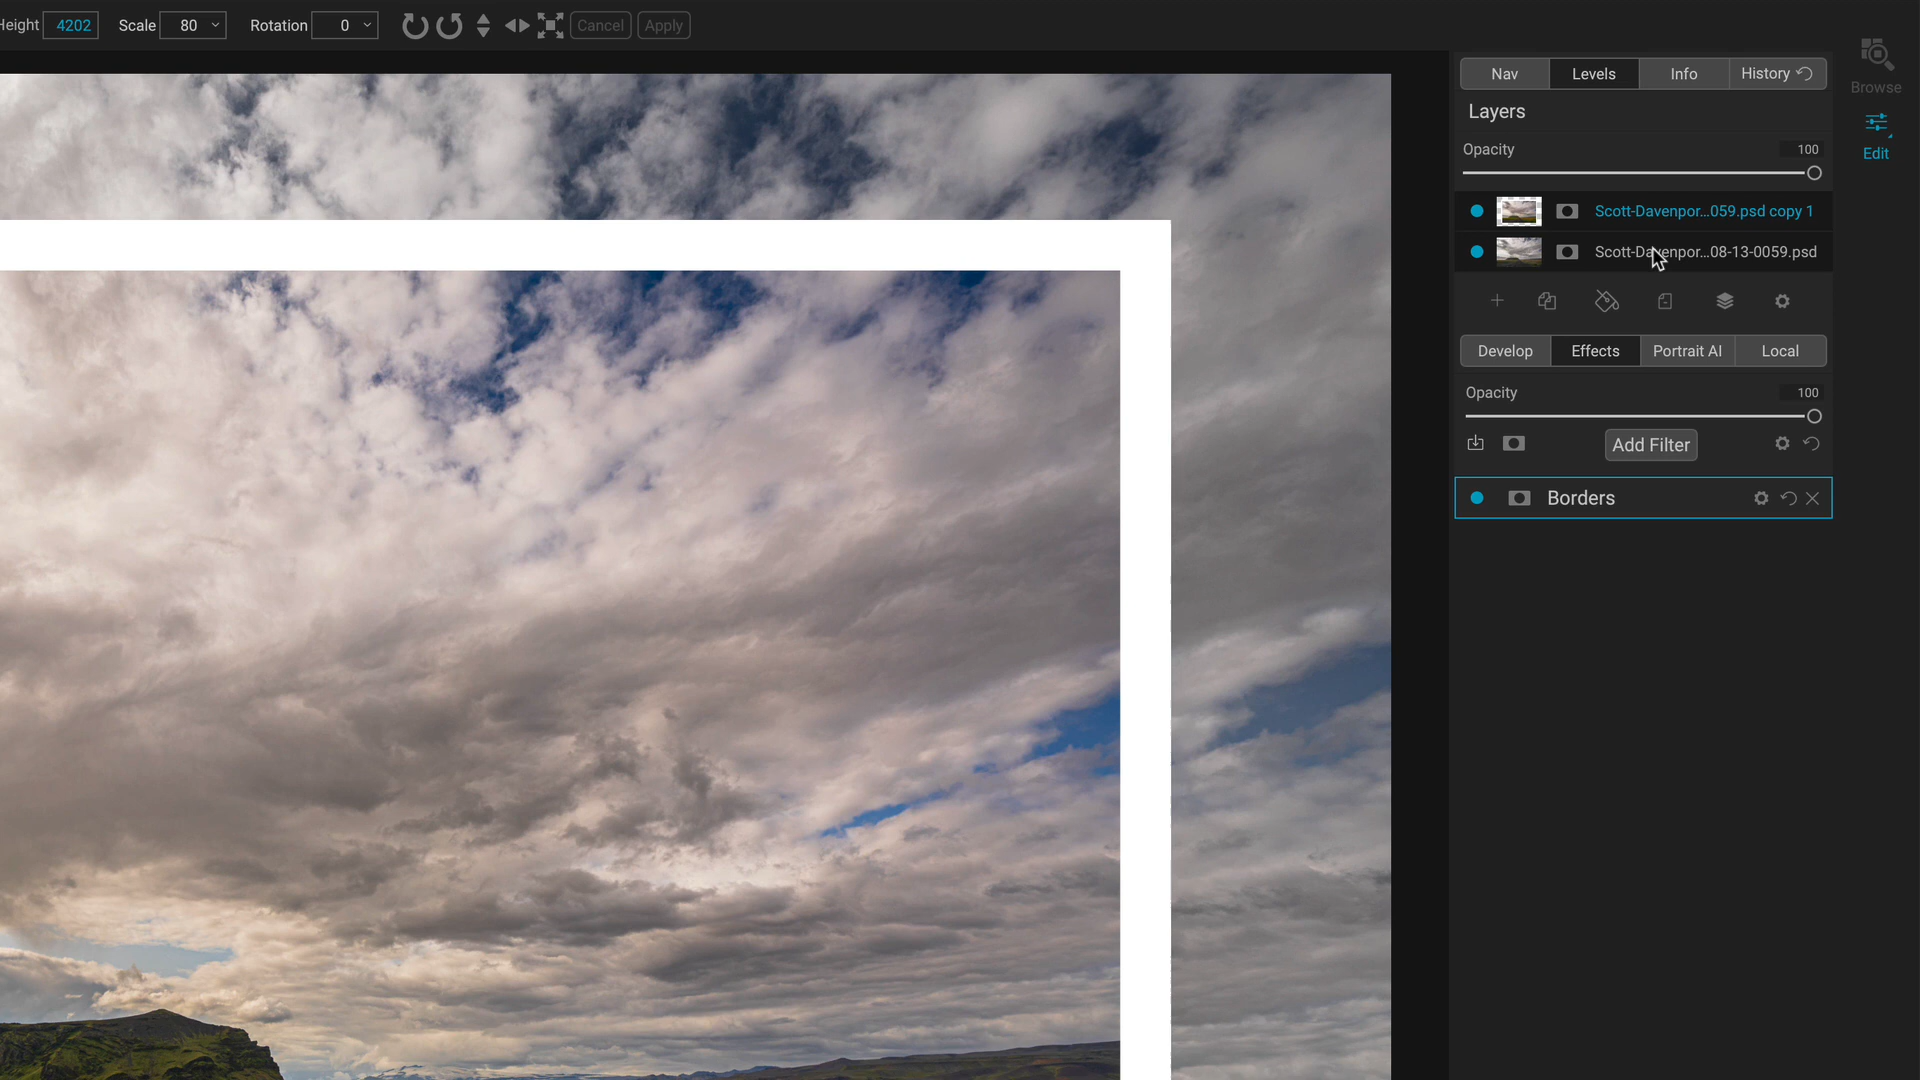 Height 4202 Scale 80 Rotation 0 Cancel Apply
Browse
Edit
Nav Levels Info History
Layers
Opacity 100
Scott-Davenpor...059.psd copy 1
Scott-Davenpor...08-13-0059.psd
Develop Effects Portrait AI Local
Opacity 100
Add Filter
Borders